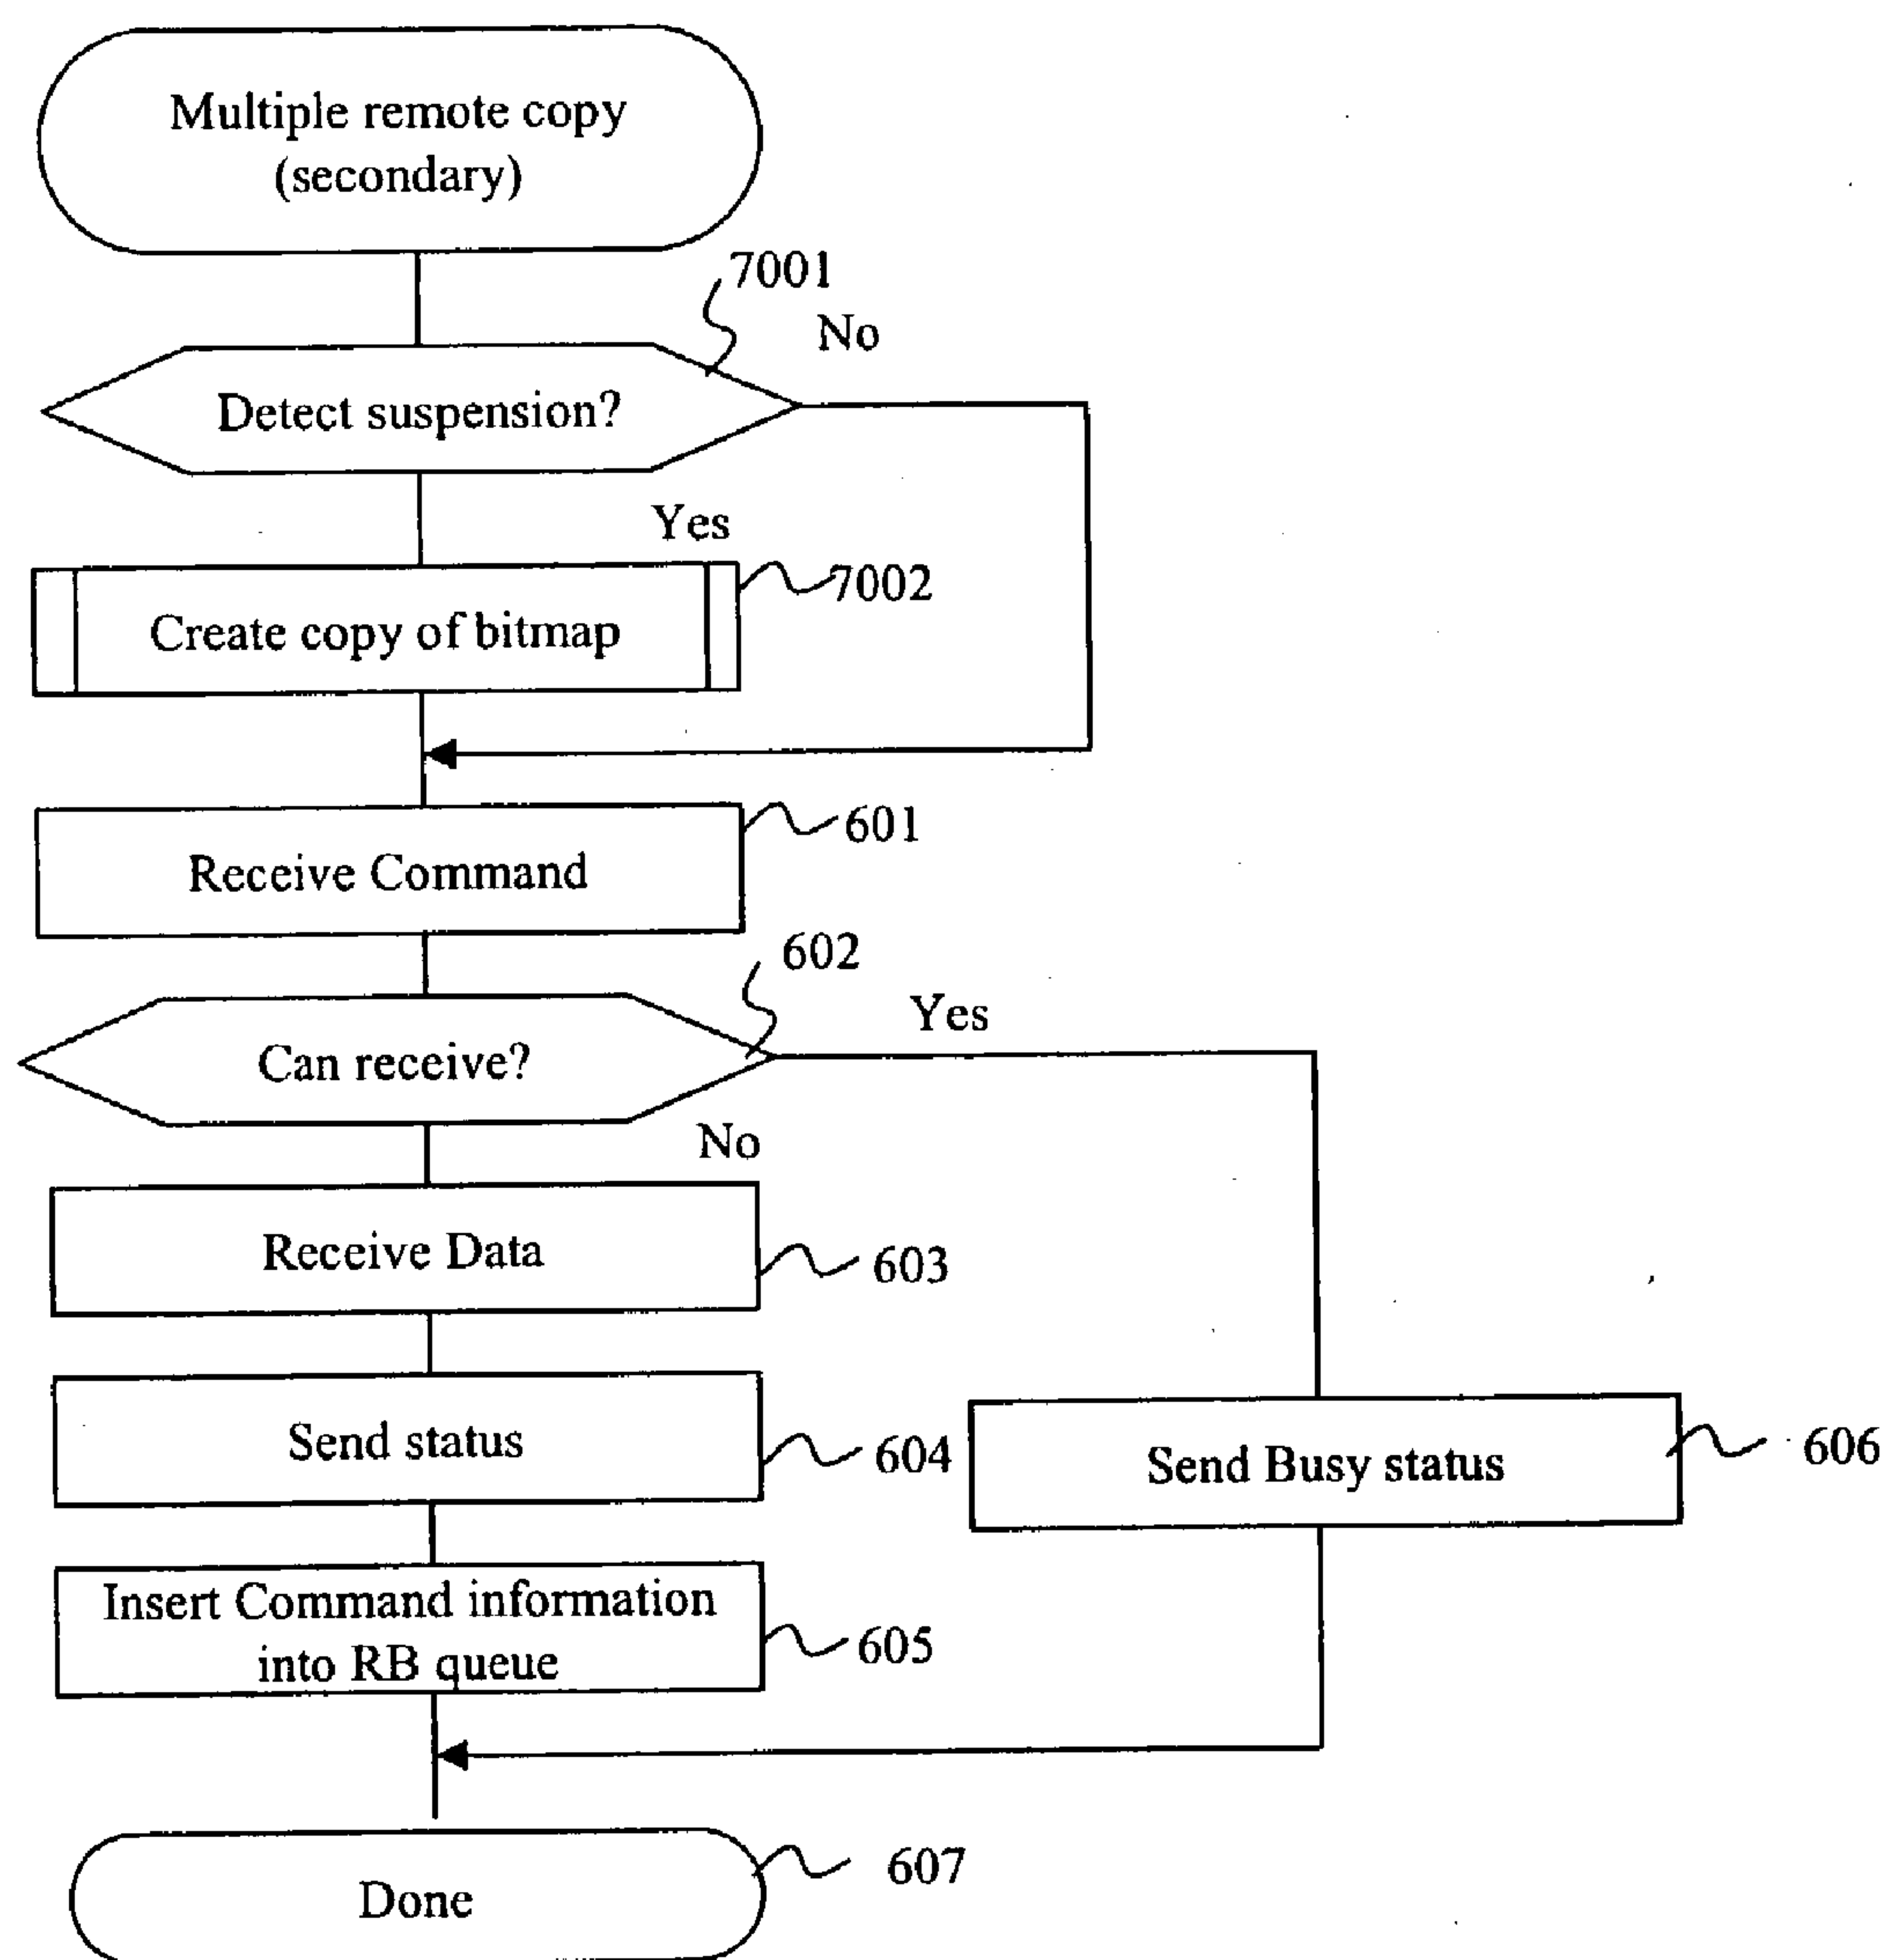 Multiple remote copy
(secondary)
7001
No
Detect suspension?
Yes
7002
Create copy of bitmap
601
Receive Command
602
Yes
Can receive?
No
Receive Data
603
Send status
604
Send Busy status
606
Insert Command information
into RB queue
605
607
Done